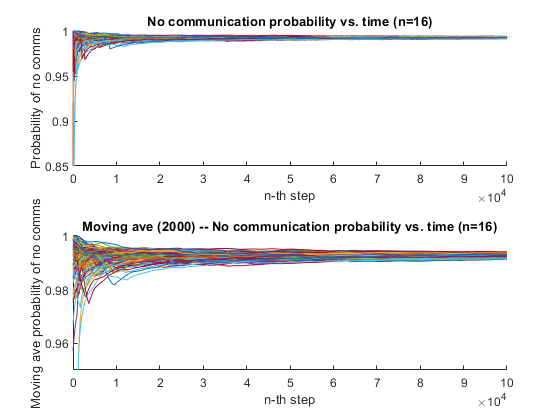 No communication probability vs. time (n=16)
Probability of no comms
1
0.95
0.9
0.85
0 1 2 3 4 5 6 7 8 9 10
n-th step
×10^4
Moving ave (2000) -- No communication probability vs. time (n=16)
Moving ave probability of no comms
1
0.98
0.96
0 1 2 3 4 5 6 7 8 9 10
n-th step
×10^4